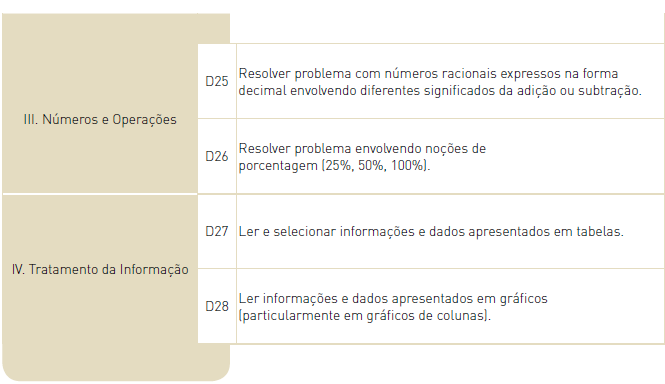 III. Números e Operações
D25
Resolver problema com números racionais expressos na forma
decimal envolvendo diferentes significados da adição ou subtração.
D26
Resolver problema envolvendo noções de
porcentagem (25%, 50%, 100%).
IV. Tratamento da Informação
D27
Ler e selecionar informações e dados apresentados em tabelas.
D28
Ler informações e dados apresentados em gráficos
(particularmente em gráficos de colunas).